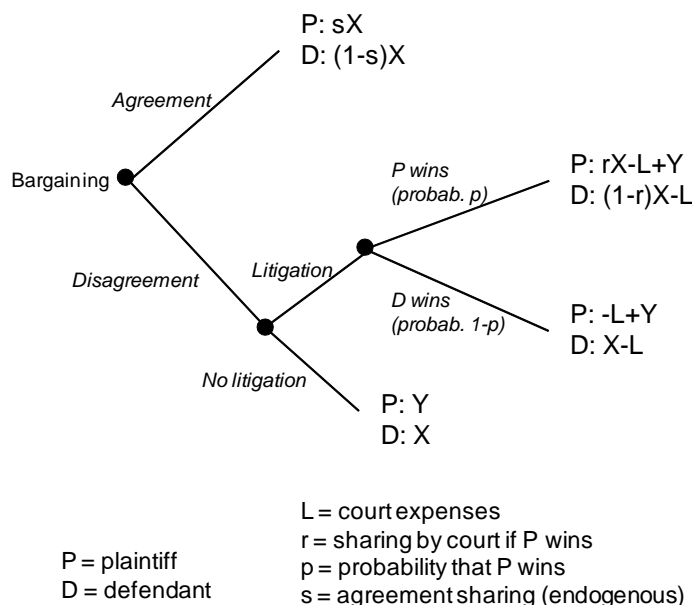 P: sX
D: (1-s)X
Agreement
Bargaining
P wins
(probab. p)
P: rX-L+Y
D: (1-r)X-L
Disagreement
Litigation
D wins
(probab. 1-p)
P: -L+Y
D: X-L
No litigation
P: Y
D: X
L = court expenses
r = sharing by court if P wins
P = plaintiff
p = probability that P wins
D = defendant
s = agreement sharing (endogenous)